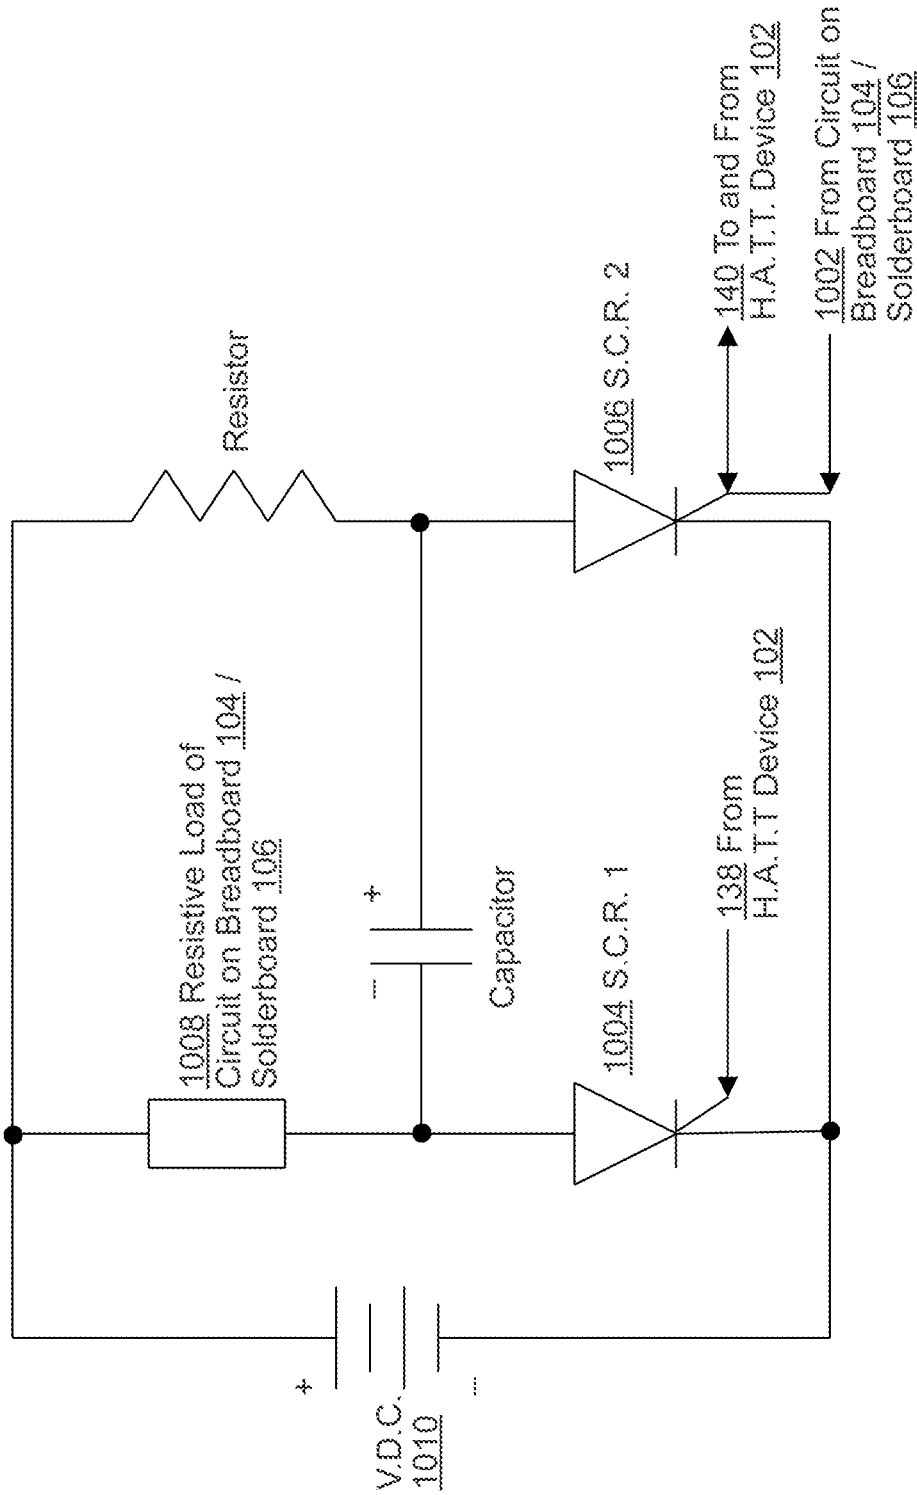 Resistor
1008 Resistive Load of
Circuit on Breadboard 104 /
Solderboard 106
+
−
V.D.C.
1010
−
+
Capacitor
1004 S.C.R. 1
1006 S.C.R. 2
138 From
H.A.T.T Device 102
140 To and From
H.A.T.T. Device 102
1002 From Circuit on
Breadboard 104 /
Solderboard 106